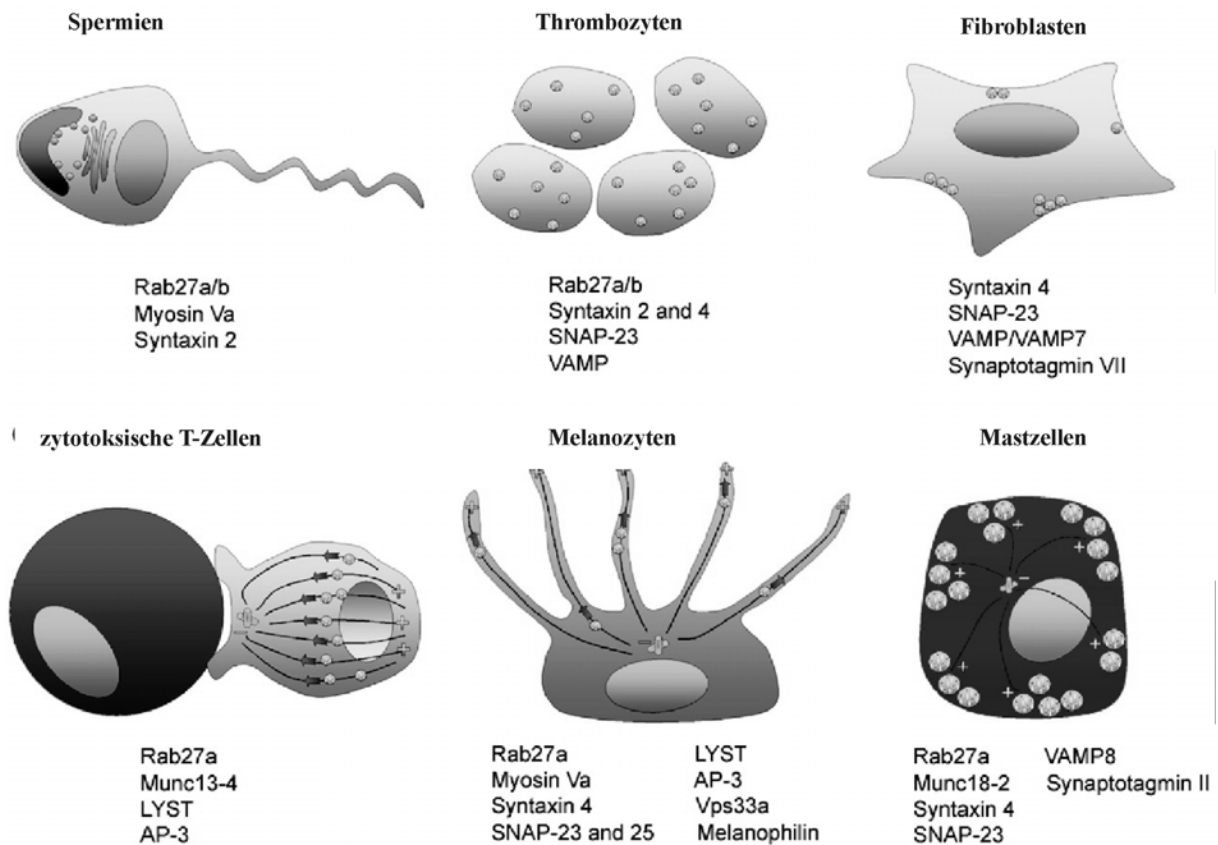 Spermien
Thrombozyten
Fibroblasten
Rab27a/b
Myosin Va
Syntaxin 2
Rab27a/b
Syntaxin 2 and 4
SNAP-23
VAMP
Syntaxin 4
SNAP-23
VAMP/VAMP7
Synaptotagmin VII
zytotoksische T-Zellen
Melanozyten
Mastzellen
Rab27a
Munc13-4
LYST
AP-3
Rab27a
Myosin Va
Syntaxin 4
SNAP-23 and 25
LYST
AP-3
Vps33a
Melanophilin
Rab27a
Munc18-2
Syntaxin 4
SNAP-23
VAMP8
Synaptotagmin II